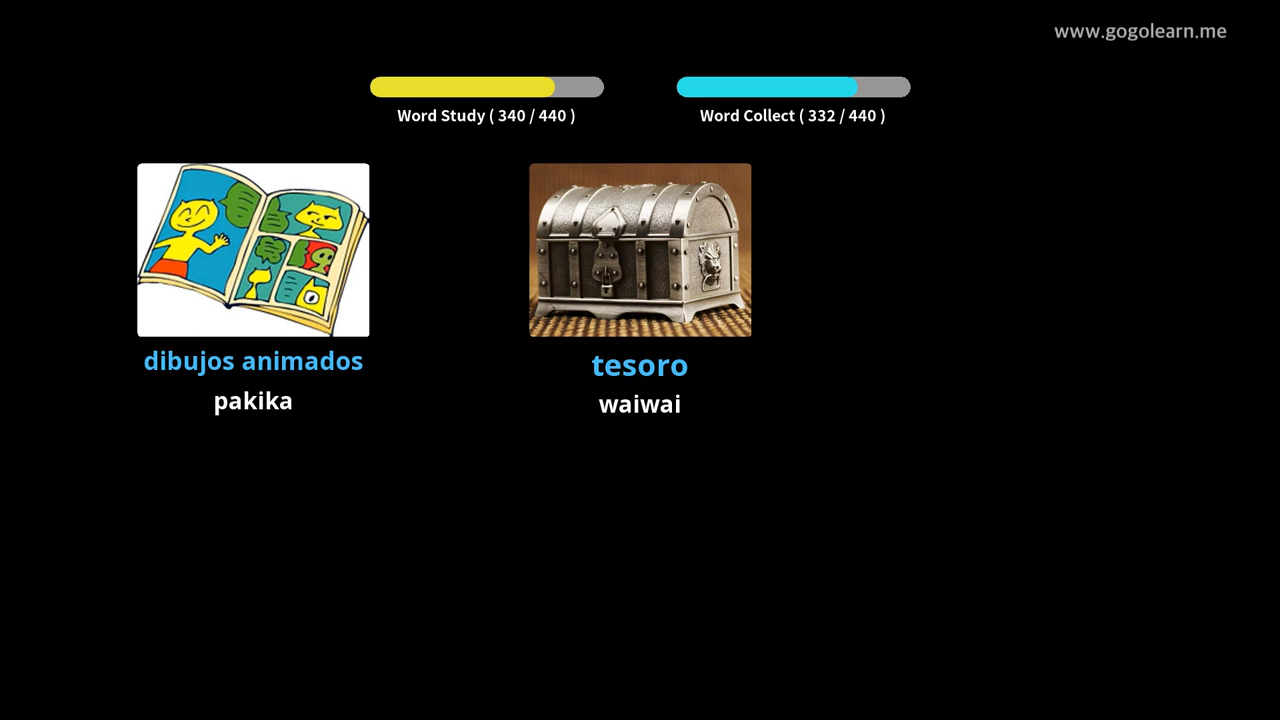 www.gogolearn.me
Word Study ( 340 / 440 )
Word Collect ( 332 / 440 )
dibujos animados
pakika
tesoro
waiwai